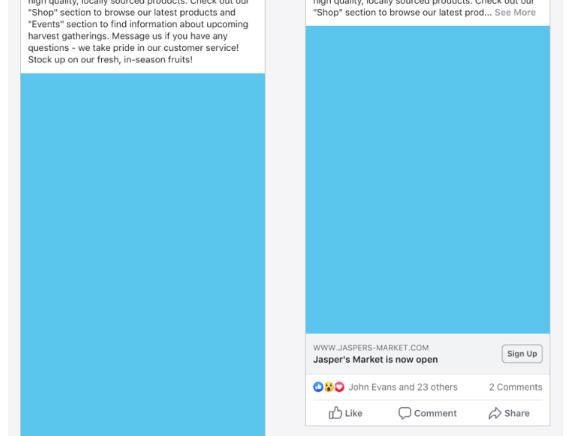 high quality, locally sourced products. Check out our
"Shop" section to browse our latest products and
"Events" section to find information about upcoming
harvest gatherings. Message us if you have any
questions - we take pride in our customer service!
Stock up on our fresh, in-season fruits!
high quality, locally sourced products. Check out our
"Shop" section to browse our latest prod... See More
WWW.JASPERS-MARKET.COM
Jasper's Market is now open
Sign Up
John Evans and 23 others 2 Comments
Like Comment Share